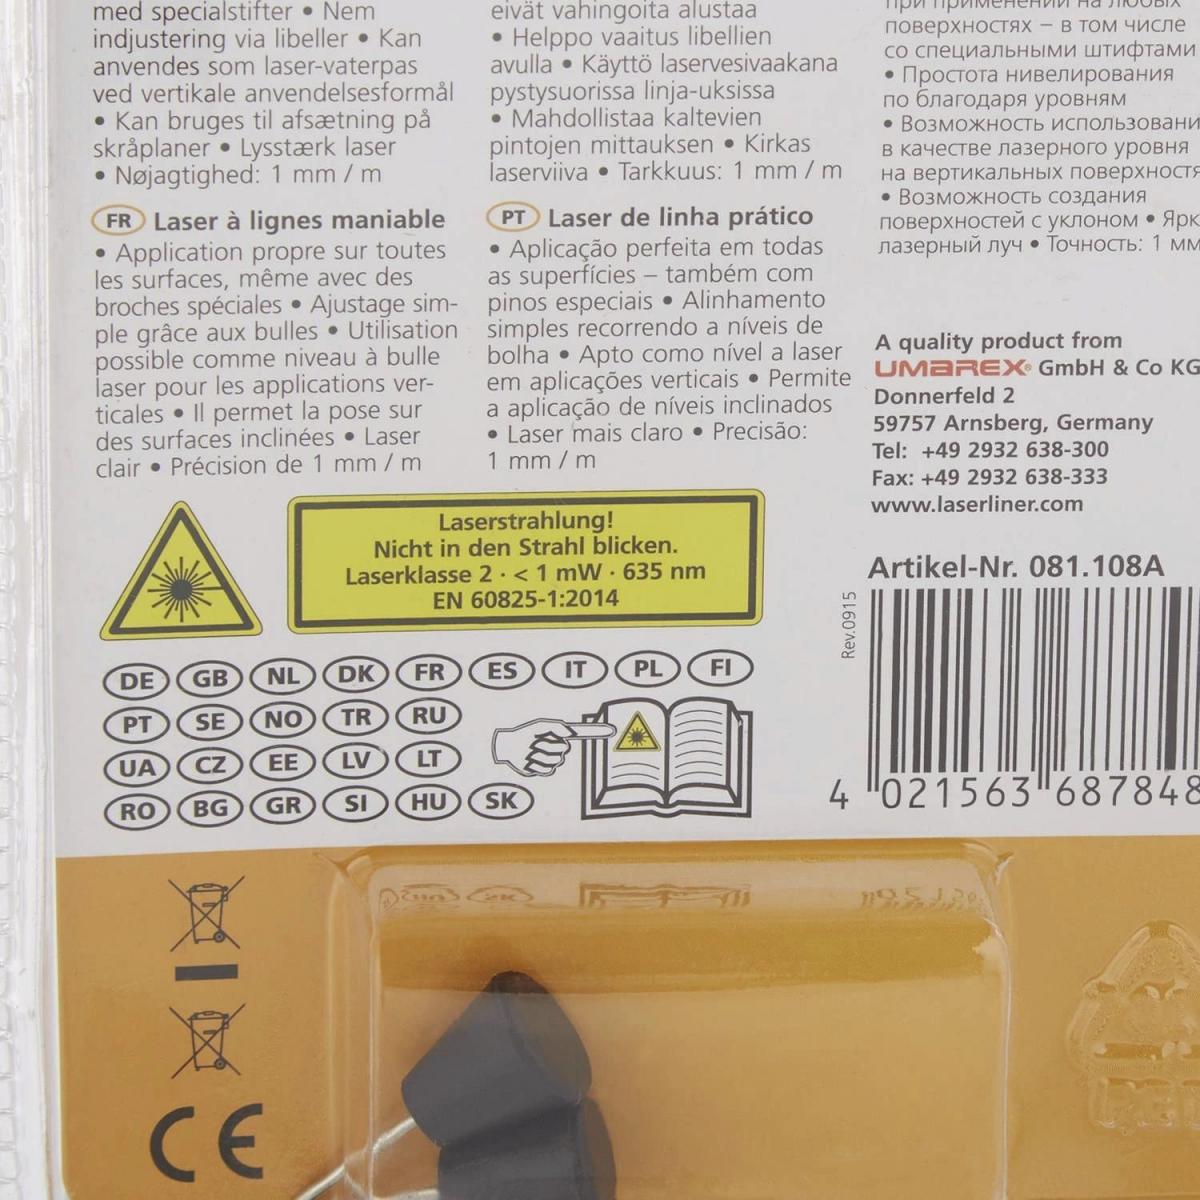 med specialstifter • Nem
indjustering via libeller • Kan
anvendes som laser-vaterpas
ved vertikale anvendelsesformål
• Kan bruges til afsætning på
skråplaner • Lysstærk laser
• Nøjagtighed: 1 mm / m
FR Laser à lignes maniable
• Application propre sur toutes
les surfaces, même avec des
broches spéciales • Ajustage sim-
ple grâce aux bulles • Utilisation
possible comme niveau à bulle
laser pour les applications ver-
ticales • Il permet la pose sur
des surfaces inclinées • Laser
clair • Précision de 1 mm / m
eivät vahingoita alustaa
• Helppo vaaitus libellien
avulla • Käyttö laservesivaakana
pystysuorissa linja-uksissa
• Mahdollistaa kaltevien
pintojen mittauksen • Kirkas
laserviiva • Tarkkuus: 1 mm / m
PT Laser de linha prático
• Aplicação perfeita em todas
as superfícies – também com
pinos especiais • Alinhamento
simples recorrendo a níveis de
bolha • Apto como nível a laser
em aplicações verticais • Permite
a aplicação de níveis inclinados
• Laser mais claro • Precisão:
1 mm / m
при применении на любых
поверхностях – в том числе
со специальными штифтами
• Простота нивелирования
по благодаря уровням
• Возможность использовани
в качестве лазерного уровня
на вертикальных поверхностя
• Возможность создания
поверхностей с уклоном • Ярк
лазерный луч • Точность: 1 мм
A quality product from
UMAREX® GmbH & Co KG
Donnerfeld 2
59757 Arnsberg, Germany
Tel: +49 2932 638-300
Fax: +49 2932 638-333
www.laserliner.com
Artikel-Nr. 081.108A
Rev.0915
4 021563 687848
Laserstrahlung!
Nicht in den Strahl blicken.
Laserklasse 2 · < 1 mW · 635 nm
EN 60825-1:2014
DE GB NL DK FR ES IT PL FI
PT SE NO TR RU
UA CZ EE LV LT
RO BG GR SI HU SK
CE